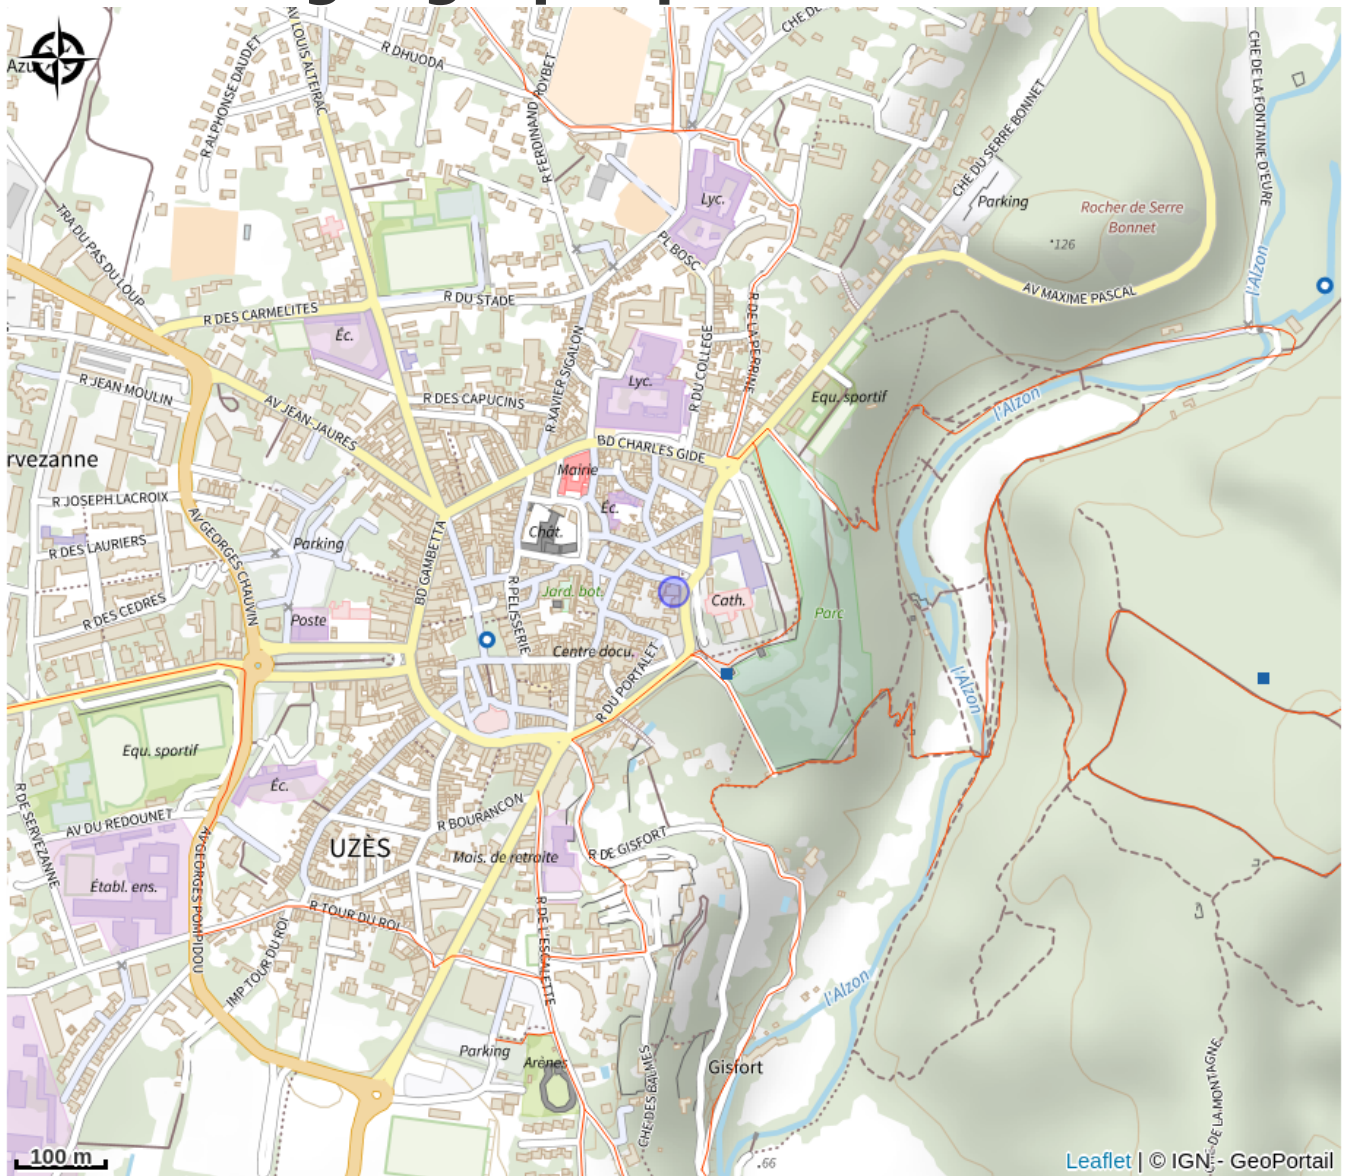 Azu
AV LOUIS ALTEIRAC
R DHUODA
R ALPHONSE DAUDET
R FERDINAND ROYBET
CHE DE LA FONTAINE D'EURE
CHE DU SERRE BONNET
Lyc.
Parking
Rocher de Serre
Bonnet
126
TRA DU PAS DU LOUP
PL BOSC
l'Alzon
AV MAXIME PASCAL
R DES CARMELITES
R DU STADE
Éc.
R DE LA PERRINE
R XAVIER SIGALON
R DU COLLEGE
Lyc.
R JEAN MOULIN
AV JEAN-JAURES
R DES CAPUCINS
Equ. sportif
l'Alzon
BD CHARLES GIDE
rvezanne
Mairie
R JOSEPH LACROIX
AV GEORGES CHAUVIN
Éc.
Chât.
R DES LAURIERS
Parking
BD GAMBETTA
R DES CEDRES
Poste
R PELISSERIE
Jard. bot.
Cath.
Parc
Centre docu.
R DU PORTALET
l'Alzon
Equ. sportif
Éc.
R DE SERVEZANNE
AV DU REDOUNET
R BOURANCON
UZÈS
Mais. de retraite
R DE GISFORT
Établ. ens.
AV GEORGES POMPIDOU
R TOUR DU ROI
R DE L'ESCALETTE
IMP TOUR DU ROI
l'Alzon
Parking
Arènes
Gisfort
CHE DES BALMES
DE LA MONTAGNE
100 m
66
Leaflet | © IGN - GeoPortail